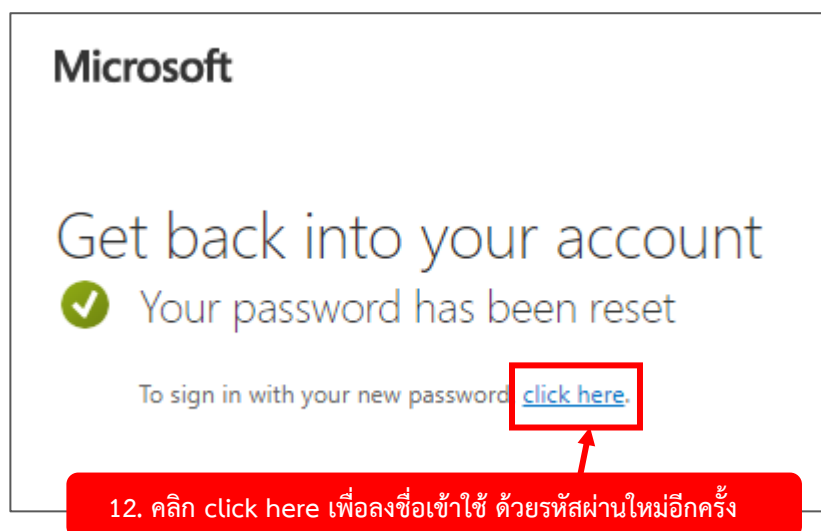 Microsoft
Get back into your account
Your password has been reset
To sign in with your new password click here.
12. คลิก click here เพื่อลงชื่อเข้าใช้ ด้วยรหัสผ่านใหม่อีกครั้ง